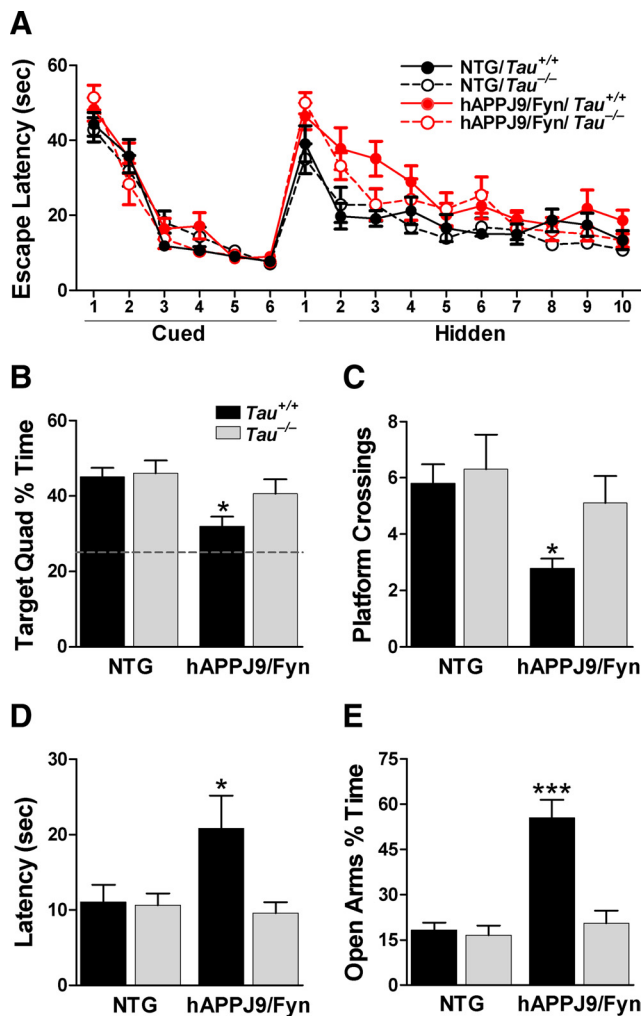 A
Escape Latency (sec)
60
40
20
0
NTG/Tau+/+
NTG/Tau–/–
hAPPJ9/Fyn/ Tau+/+
hAPPJ9/Fyn/ Tau–/–
1 2 3 4 5 6 1 2 3 4 5 6 7 8 9 10
Cued Hidden
B
Target Quad % Time
60
40
20
0
Tau+/+
Tau–/–
*
NTG hAPPJ9/Fyn
C
Platform Crossings
8
6
4
2
0
*
NTG hAPPJ9/Fyn
D
Latency (sec)
30
20
10
0
*
NTG hAPPJ9/Fyn
E
Open Arms % Time
75
60
45
30
15
0
***
NTG hAPPJ9/Fyn